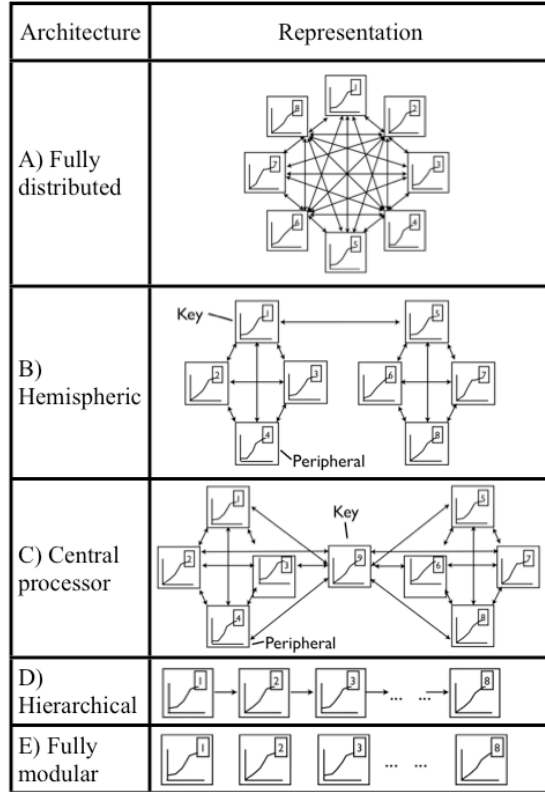 Architecture Representation
A) Fully
distributed
1
8 2
7 3
6 4
5
B)
Hemispheric
Key
1 5
2 3 6 7
4 8
Peripheral
C) Central
processor
Key
1 5
2 3 9 6 7
4 8
Peripheral
D)
Hierarchical
1 2 3 ... ... 8
E) Fully
modular
1 2 3 ... ... 8